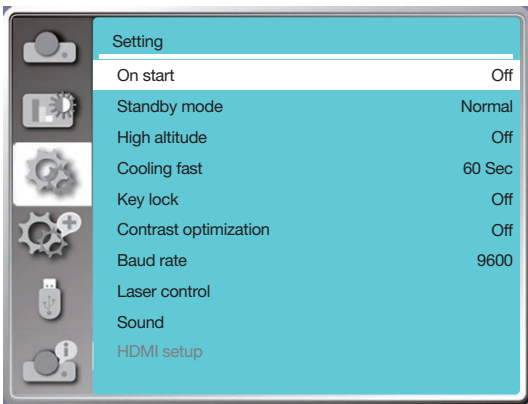 Setting
On start Off
Standby mode Normal
High altitude Off
Cooling fast 60 Sec
Key lock Off
Contrast optimization Off
Baud rate 9600
Laser control
Sound
HDMI setup